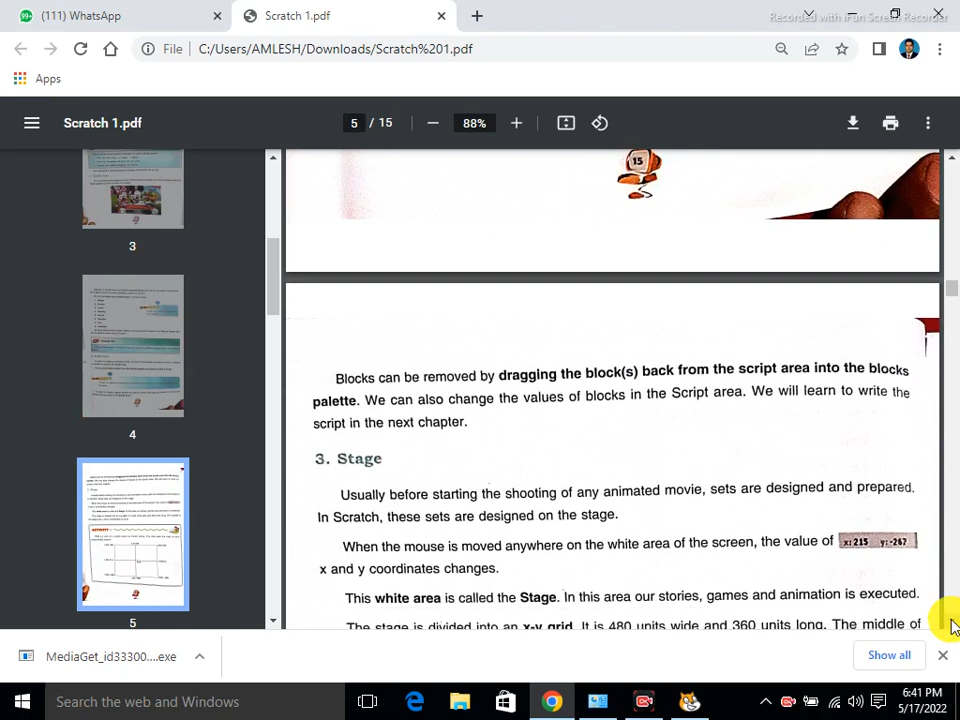 (111) WhatsApp
Scratch 1.pdf
Recorded with iFun Screen Recorder
File
C:/Users/AMLESH/Downloads/Scratch%201.pdf
Apps
Scratch 1.pdf
5 / 15
88%
3
4
5
15
Blocks can be removed by dragging the block(s) back from the script area into the blocks
palette. We can also change the values of blocks in the Script area. We will learn to write the
script in the next chapter.
3. Stage
Usually before starting the shooting of any animated movie, sets are designed and prepared.
In Scratch, these sets are designed on the stage.
When the mouse is moved anywhere on the white area of the screen, the value of x:215 y:-267
x and y coordinates changes.
This white area is called the Stage. In this area our stories, games and animation is executed.
The stage is divided into an x-y grid. It is 480 units wide and 360 units long. The middle of
MediaGet_id33300....exe
Show all
Search the web and Windows
6:41 PM
5/17/2022